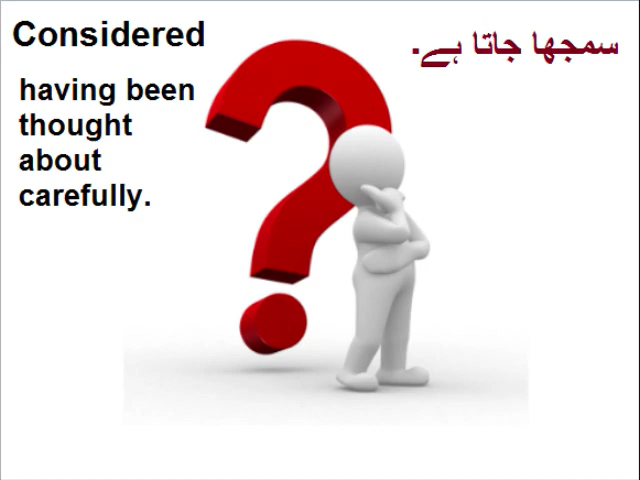 Considered
سمجھا جاتا ہے۔
having been
thought
about
carefully.